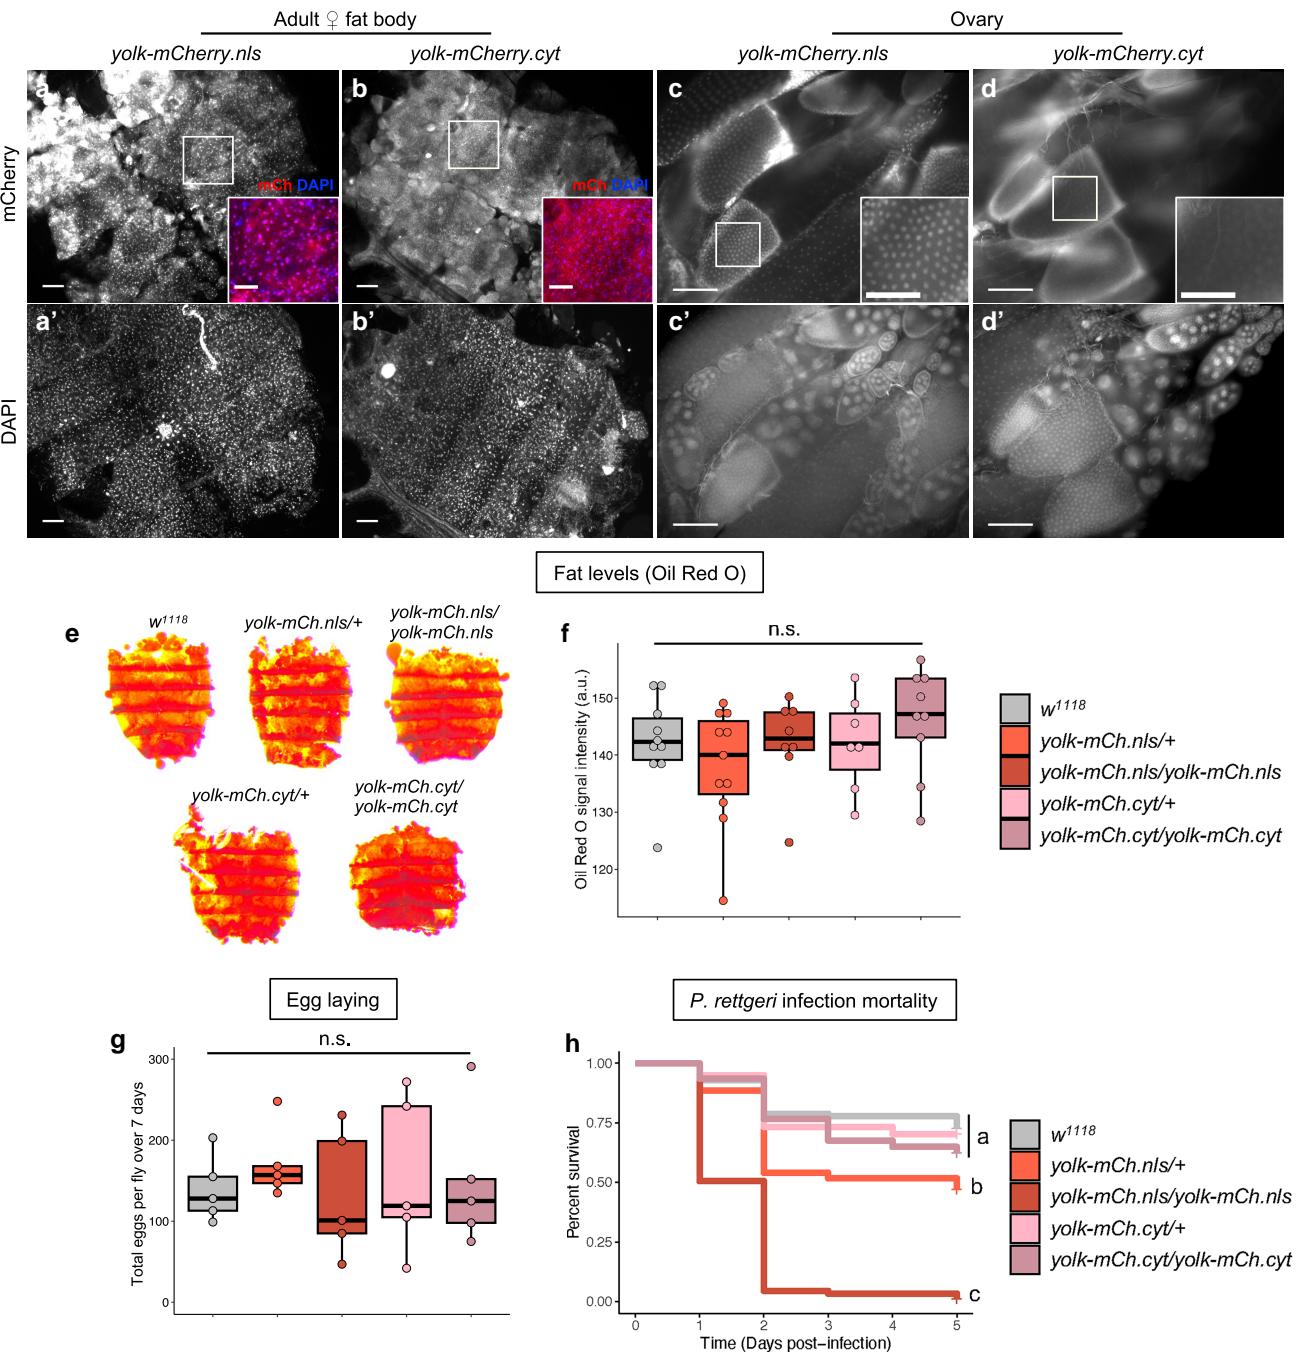 Adult ♀ fat body
Ovary
yolk-mCherry.nls
yolk-mCherry.cyt
yolk-mCherry.nls
yolk-mCherry.cyt
mCherry
a
b
c
d
mCh DAPI
mCh DAPI
DAPI
a’
b’
c’
d’
Fat levels (Oil Red O)
e
w1118
yolk-mCh.nls/+
yolk-mCh.nls/
yolk-mCh.nls
yolk-mCh.cyt/+
yolk-mCh.cyt/
yolk-mCh.cyt
f
n.s.
Oil Red O signal intensity (a.u.)
150
140
130
120
w1118
yolk-mCh.nls/+
yolk-mCh.nls/yolk-mCh.nls
yolk-mCh.cyt/+
yolk-mCh.cyt/yolk-mCh.cyt
Egg laying
g
n.s.
Total eggs per fly over 7 days
300
200
100
0
P. rettgeri infection mortality
h
Percent survival
1.00
0.75
0.50
0.25
0.00
a
b
c
0 1 2 3 4 5
Time (Days post–infection)
w1118
yolk-mCh.nls/+
yolk-mCh.nls/yolk-mCh.nls
yolk-mCh.cyt/+
yolk-mCh.cyt/yolk-mCh.cyt